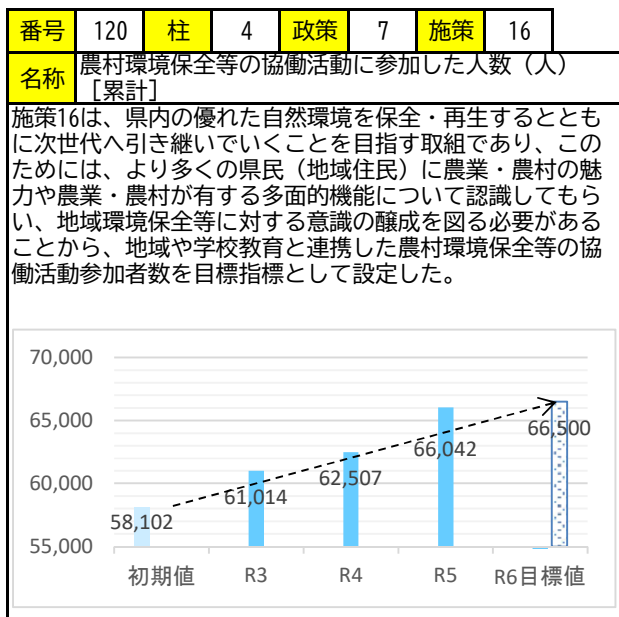 番号 120 柱 4 政策 7 施策 16
名称 農村環境保全等の協働活動に参加した人数（人）
［累計］
施策16は、県内の優れた自然環境を保全・再生するととも
に次世代へ引き継いでいくことを目指す取組であり、この
ためには、より多くの県民（地域住民）に農業・農村の魅
力や農業・農村が有する多面的機能について認識してもら
い、地域環境保全等に対する意識の醸成を図る必要がある
ことから、地域や学校教育と連携した農村環境保全等の協
働活動参加者数を目標指標として設定した。
70,000
65,000
60,000
55,000
58,102
61,014
62,507
66,042
66,500
初期値 R3 R4 R5 R6目標値